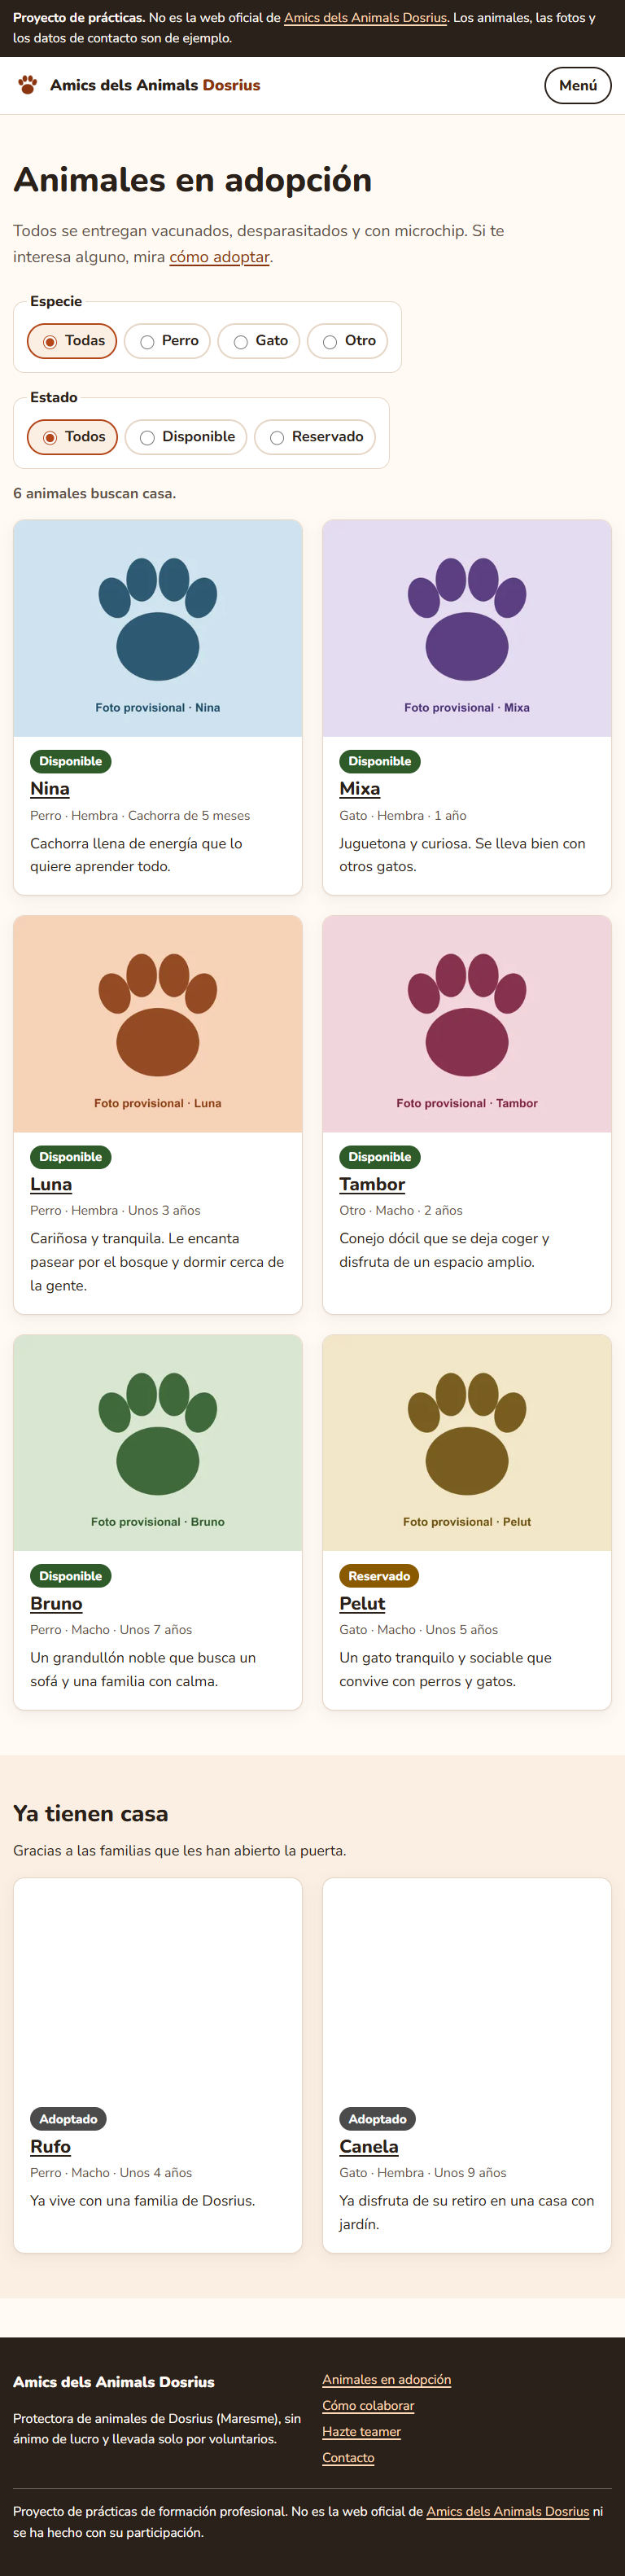 Proyecto de prácticas. No es la web oficial de Amics dels Animals Dosrius. Los animales, las fotos y
los datos de contacto son de ejemplo.
Amics dels Animals Dosrius
Menú
Animales en adopción
Todos se entregan vacunados, desparasitados y con microchip. Si te
interesa alguno, mira cómo adoptar.
Especie
Todas Perro Gato Otro
Estado
Todos Disponible Reservado
6 animales buscan casa.
Foto provisional · Nina
Disponible
Nina
Perro · Hembra · Cachorra de 5 meses
Cachorra llena de energía que lo
quiere aprender todo.
Foto provisional · Mixa
Disponible
Mixa
Gato · Hembra · 1 año
Juguetona y curiosa. Se lleva bien con
otros gatos.
Foto provisional · Luna
Disponible
Luna
Perro · Hembra · Unos 3 años
Cariñosa y tranquila. Le encanta
pasear por el bosque y dormir cerca de
la gente.
Foto provisional · Tambor
Disponible
Tambor
Otro · Macho · 2 años
Conejo dócil que se deja coger y
disfruta de un espacio amplio.
Foto provisional · Bruno
Disponible
Bruno
Perro · Macho · Unos 7 años
Un grandullón noble que busca un
sofá y una familia con calma.
Foto provisional · Pelut
Reservado
Pelut
Gato · Macho · Unos 5 años
Un gato tranquilo y sociable que
convive con perros y gatos.
Ya tienen casa
Gracias a las familias que les han abierto la puerta.
Adoptado
Rufo
Perro · Macho · Unos 4 años
Ya vive con una familia de Dosrius.
Adoptado
Canela
Gato · Hembra · Unos 9 años
Ya disfruta de su retiro en una casa con
jardín.
Amics dels Animals Dosrius
Protectora de animales de Dosrius (Maresme), sin
ánimo de lucro y llevada solo por voluntarios.
Animales en adopción
Cómo colaborar
Hazte teamer
Contacto
Proyecto de prácticas de formación profesional. No es la web oficial de Amics dels Animals Dosrius ni
se ha hecho con su participación.